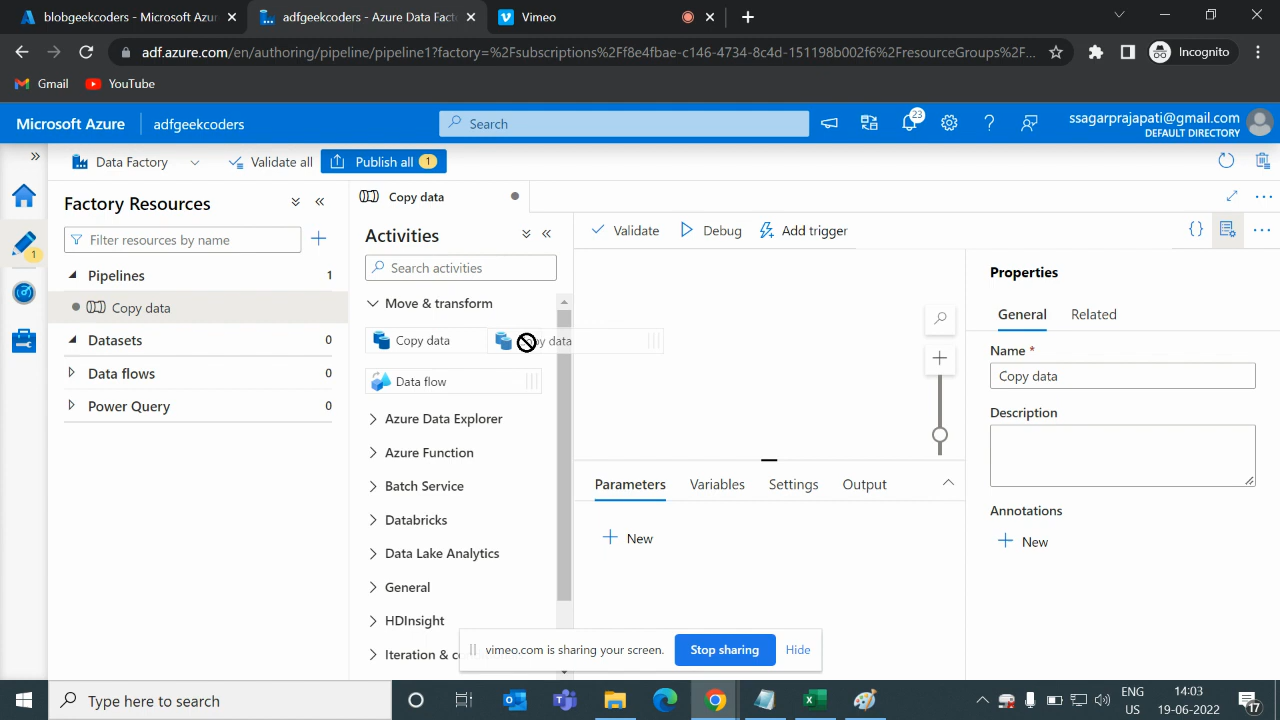 blobgeekcoders - Microsoft Azur
adfgeekcoders - Azure Data Fact
Vimeo
adf.azure.com/en/authoring/pipeline/pipeline1?factory=%2Fsubscriptions%2Ff8e4fbae-c146-4734-8c4d-151198b002f6%2FresourceGroups%2F...
Incognito
Gmail
YouTube
Microsoft Azure
adfgeekcoders
Search
23
ssagarprajapati@gmail.com
DEFAULT DIRECTORY
Data Factory
Validate all
Publish all
1
Factory Resources
Copy data
Activities
Validate
Debug
Add trigger
Filter resources by name
Search activities
1
Pipelines
1
Copy data
Datasets
0
Data flows
0
Power Query
0
Move & transform
Copy data
data
Data flow
Azure Data Explorer
Azure Function
Batch Service
Databricks
Data Lake Analytics
General
HDInsight
Iteration & c
Parameters
Variables
Settings
Output
New
Properties
General
Related
Name *
Copy data
Description
Annotations
New
vimeo.com is sharing your screen.
Stop sharing
Hide
Type here to search
ENG
US
14:03
19-06-2022
17